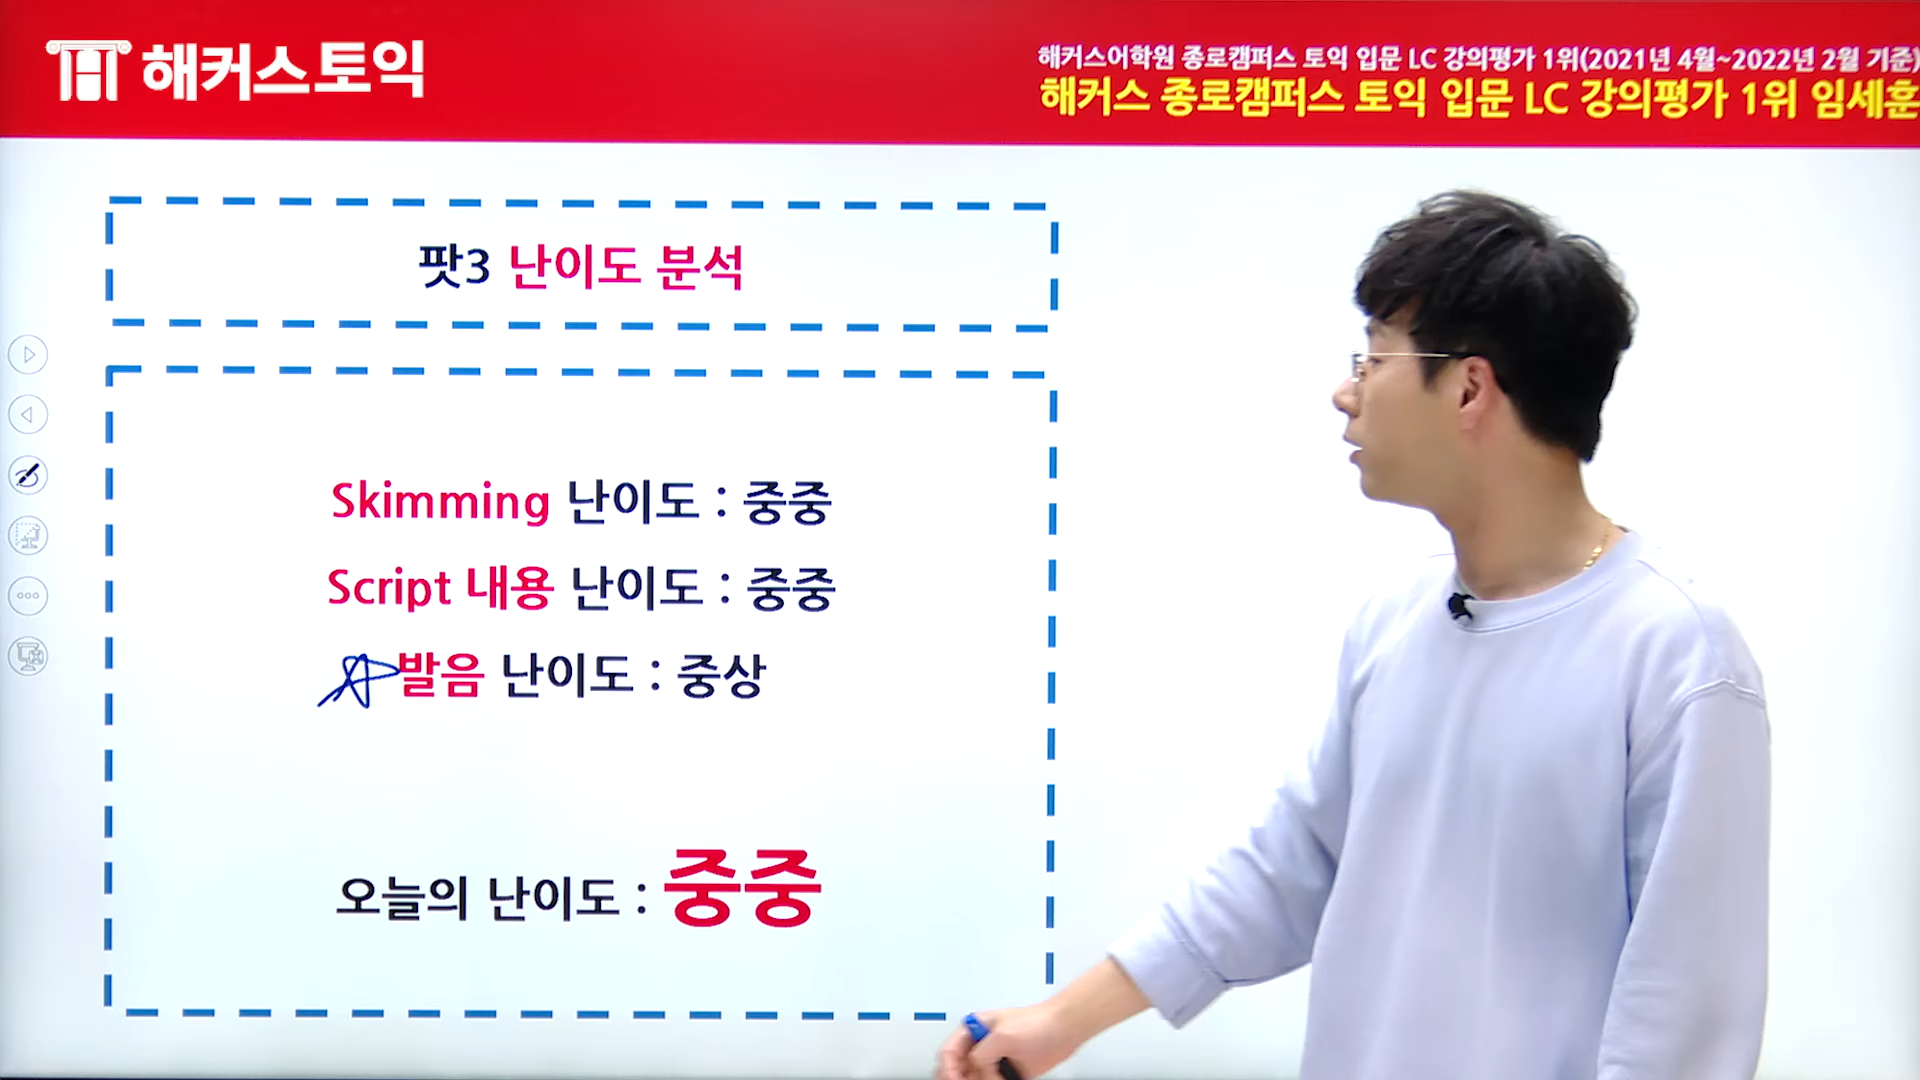 해커스토익
해커스어학원 종로캠퍼스 토익 입문 LC 강의평가 1위(2021년 4월~2022년 2월 기준)
해커스 종로캠퍼스 토익 입문 LC 강의평가 1위 임세훈
팟3 난이도 분석
Skimming 난이도 : 중중
Script 내용 난이도 : 중중
발음 난이도 : 중상
오늘의 난이도 : 중중